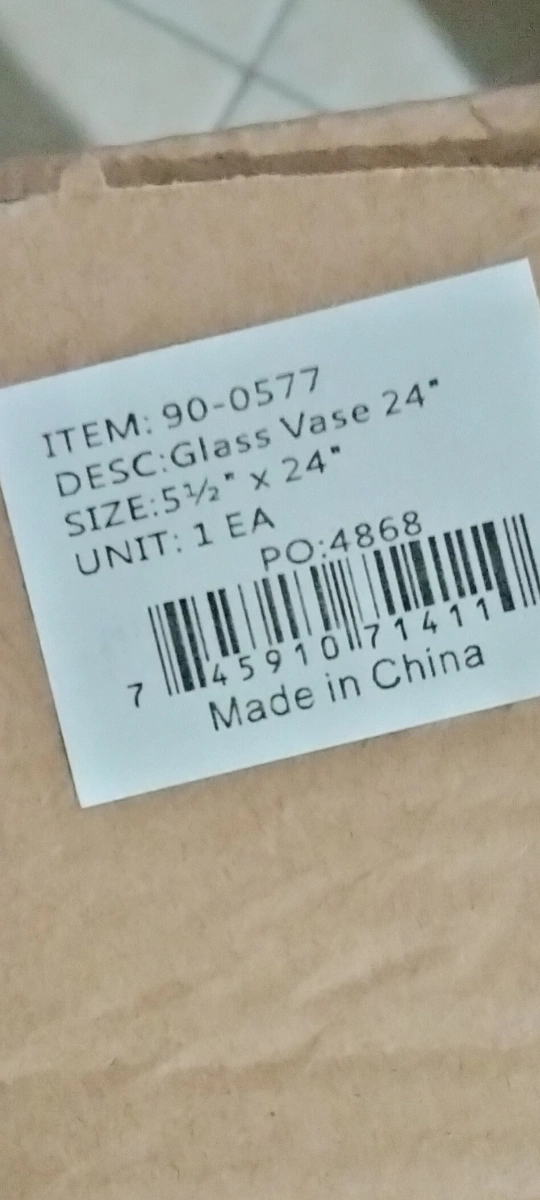 ITEM: 90-0577
DESC:Glass Vase 24"
SIZE:5½" x 24"
UNIT: 1 EA
PO:4868
7 45910 71411
Made in China